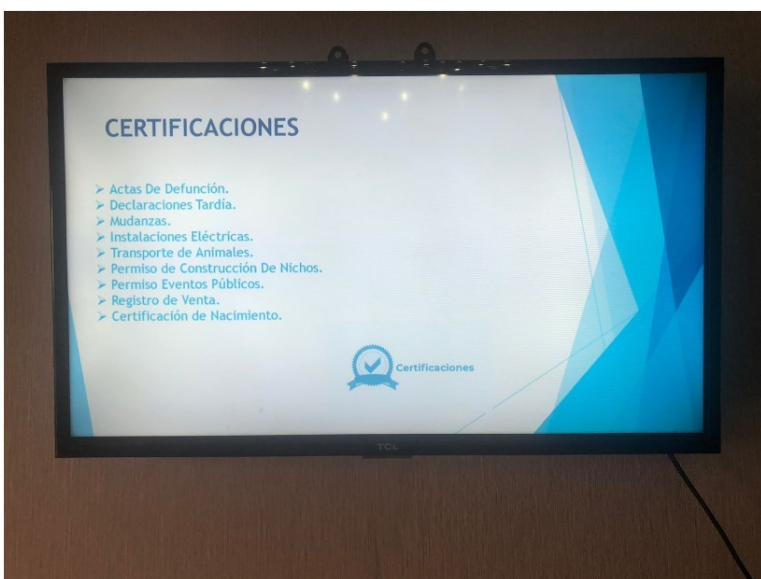 CERTIFICACIONES
➢ Actas De Defunción.
➢ Declaraciones Tardía.
➢ Mudanzas.
➢ Instalaciones Eléctricas.
➢ Transporte de Animales.
➢ Permiso de Construcción De Nichos.
➢ Permiso Eventos Públicos.
➢ Registro de Venta.
➢ Certificación de Nacimiento.
Certificaciones
TCL